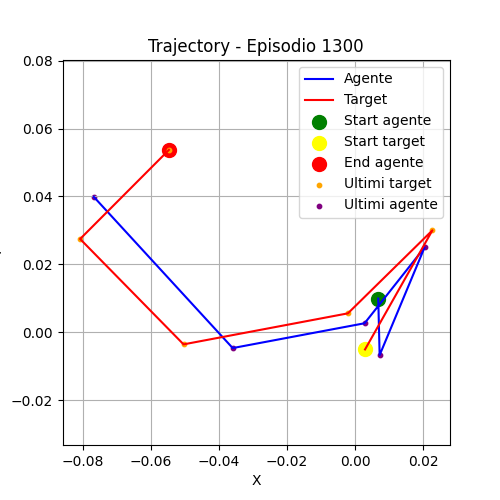 Trajectory - Episodio 1300
0.08
0.06
0.04
0.02
0.00
−0.02
−0.08
−0.06
−0.04
−0.02
0.00
0.02
X
Agente
Target
Start agente
Start target
End agente
Ultimi target
Ultimi agente